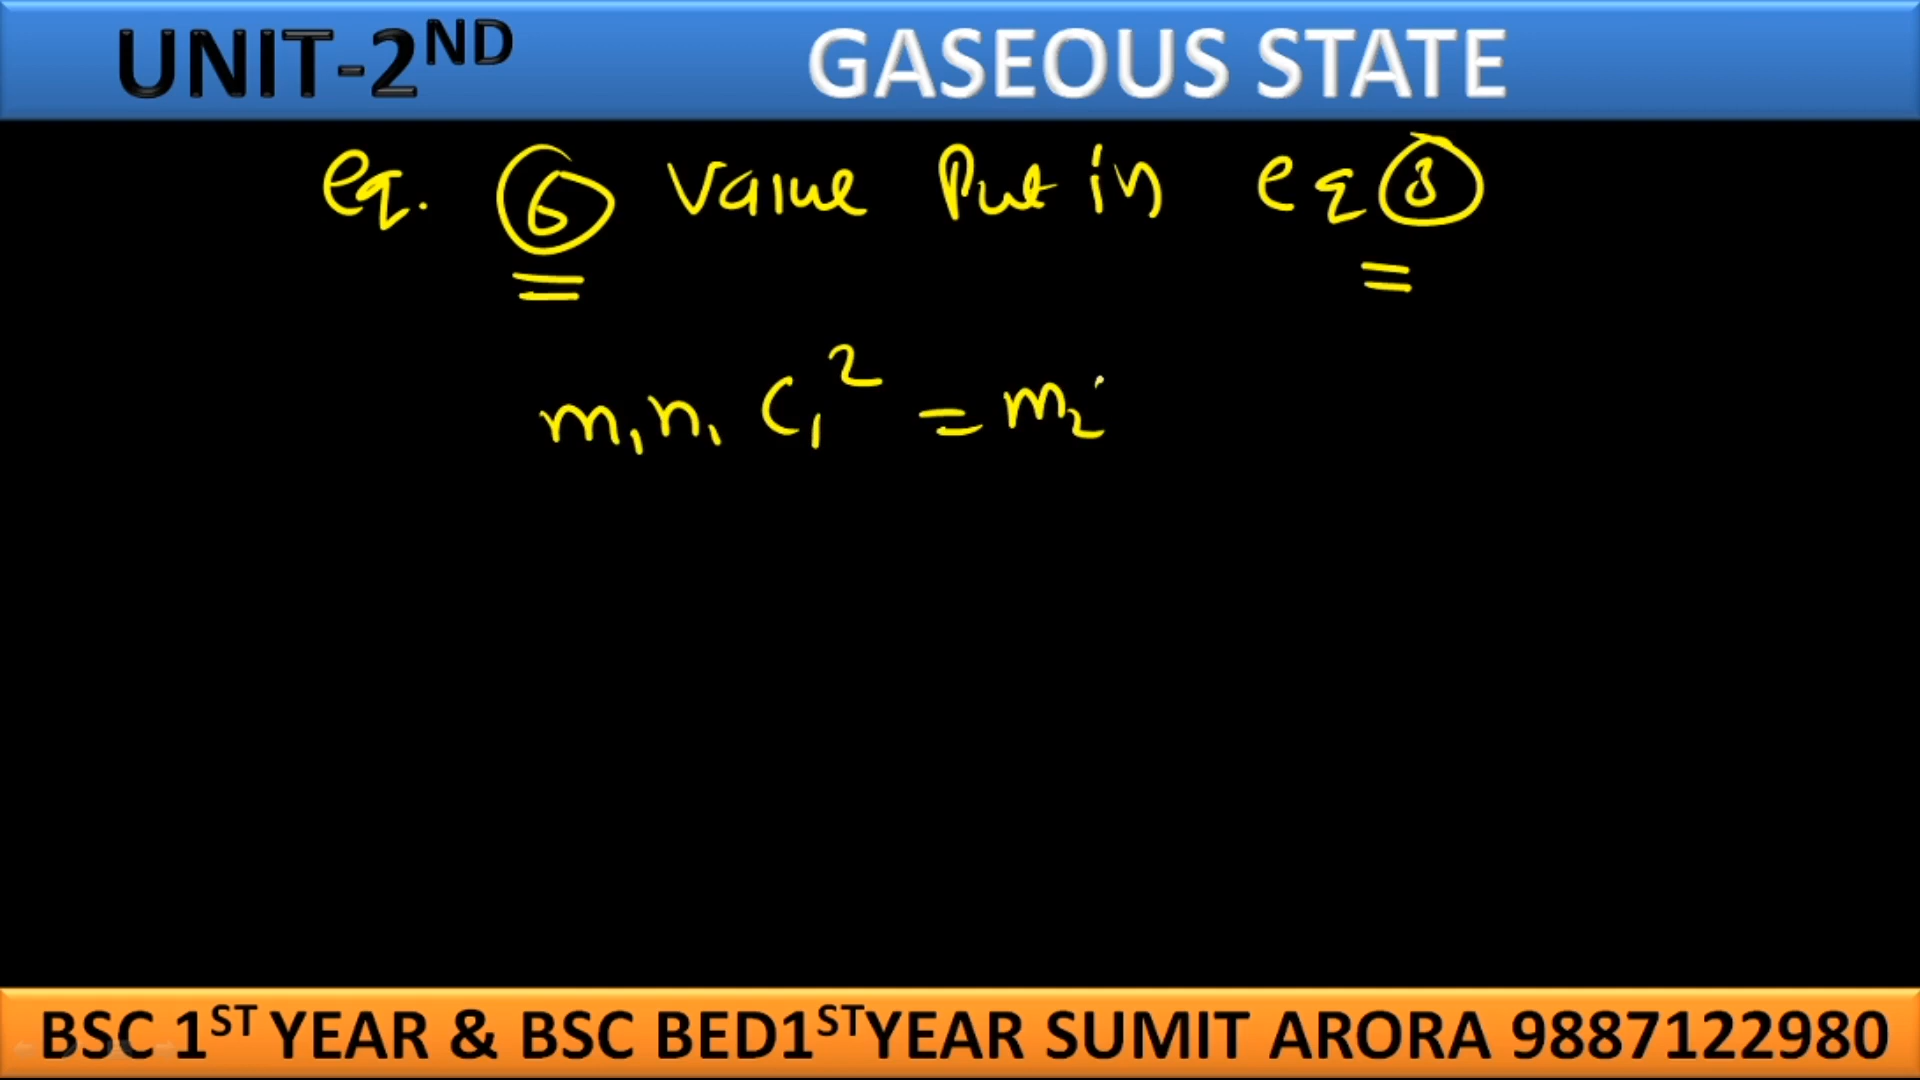 UNIT-2ND GASEOUS STATE
eq. ⑥ value Put in eq ③
m₁n₁ C₁² = m₂
BSC 1ST YEAR & BSC BED1STYEAR SUMIT ARORA 9887122980